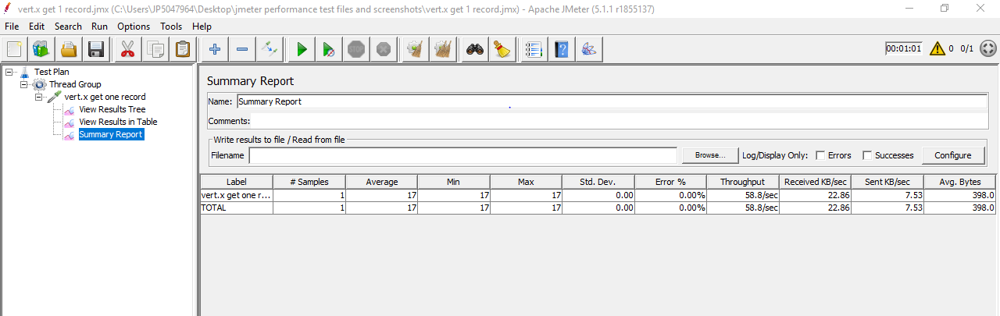 vert.x get 1 record.jmx (C:\Users\JP5047964\Desktop\jmeter performance test files and screenshots\vert.x get 1 record.jmx) - Apache JMeter (5.1.1 r1855137)
File Edit Search Run Options Tools Help
00:01:01 0 0/1
Test Plan
Thread Group
vert.x get one record
View Results Tree
View Results in Table
Summary Report
Summary Report
Name: Summary Report
Comments:
Write results to file / Read from file
Filename Browse... Log/Display Only: Errors Successes Configure
Label # Samples Average Min Max Std. Dev. Error % Throughput Received KB/sec Sent KB/sec Avg. Bytes
vert.x get one r... 1 17 17 17 0.00 0.00% 58.8/sec 22.86 7.53 398.0
TOTAL 1 17 17 17 0.00 0.00% 58.8/sec 22.86 7.53 398.0